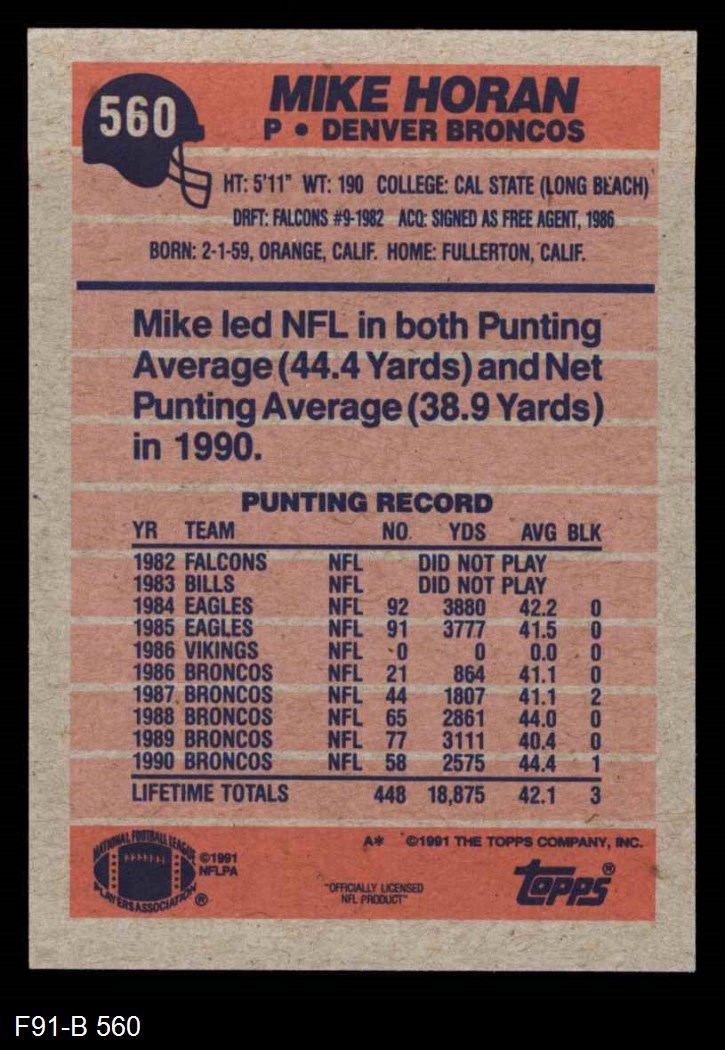 560
MIKE HORAN
P • DENVER BRONCOS
HT: 5'11" WT: 190 COLLEGE: CAL STATE (LONG BEACH)
DRFT: FALCONS #9-1982 ACQ: SIGNED AS FREE AGENT, 1986
BORN: 2-1-59, ORANGE, CALIF. HOME: FULLERTON, CALIF.
Mike led NFL in both Punting
Average (44.4 Yards) and Net
Punting Average (38.9 Yards)
in 1990.
PUNTING RECORD
YR TEAM NO. YDS AVG BLK
1982 FALCONS NFL DID NOT PLAY
1983 BILLS NFL DID NOT PLAY
1984 EAGLES NFL 92 3880 42.2 0
1985 EAGLES NFL 91 3777 41.5 0
1986 VIKINGS NFL 0 0 0.0 0
1986 BRONCOS NFL 21 864 41.1 0
1987 BRONCOS NFL 44 1807 41.1 2
1988 BRONCOS NFL 65 2861 44.0 0
1989 BRONCOS NFL 77 3111 40.4 0
1990 BRONCOS NFL 58 2575 44.4 1
LIFETIME TOTALS 448 18,875 42.1 3
A* ©1991 THE TOPPS COMPANY, INC.
NATIONAL FOOTBALL LEAGUE
PLAYERS ASSOCIATION ®
©1991
NFLPA
"OFFICIALLY LICENSED
NFL PRODUCT"
topps®
F91-B 560